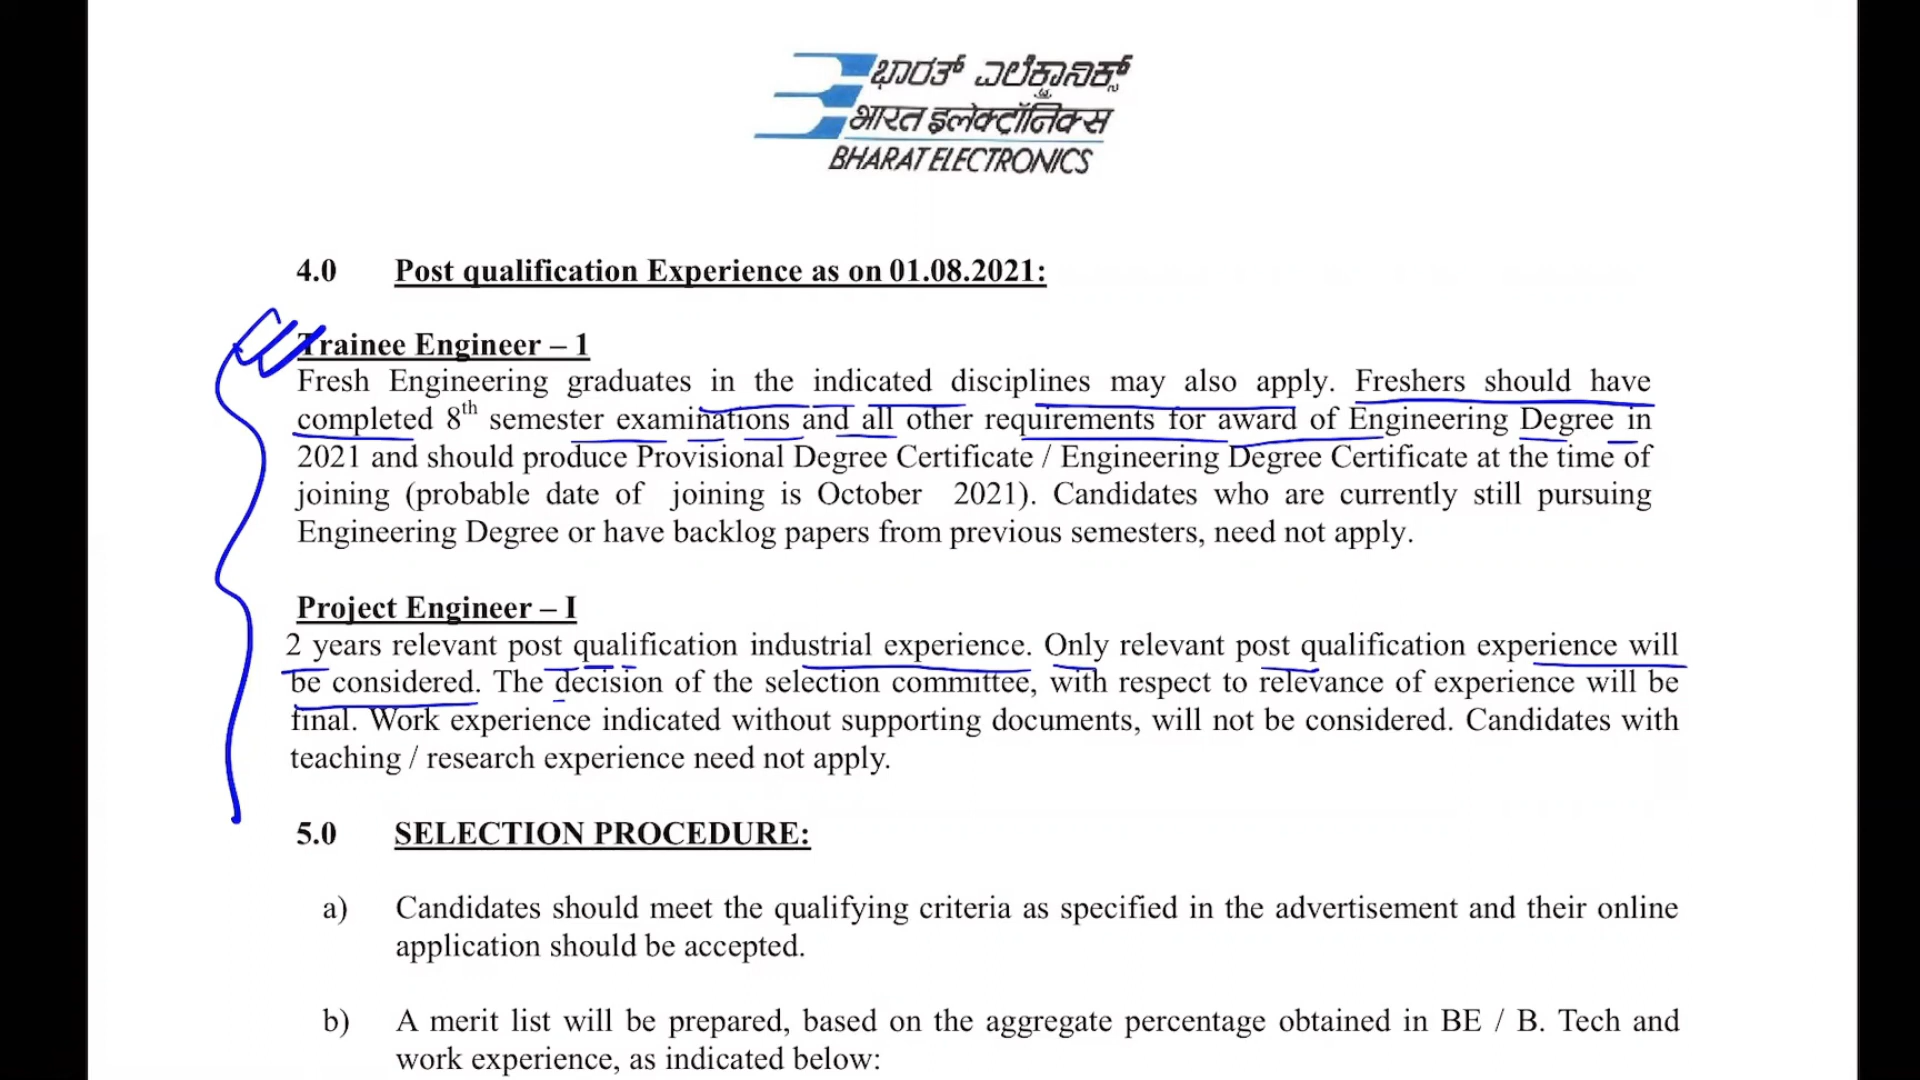 ಭಾರತ್ ಎಲೆಕ್ಟ್ರಾನಿಕ್ಸ್
भारत इलेक्ट्रॉनिक्स
BHARAT ELECTRONICS
4.0 Post qualification Experience as on 01.08.2021:
Trainee Engineer – 1
Fresh Engineering graduates in the indicated disciplines may also apply. Freshers should have
completed 8th semester examinations and all other requirements for award of Engineering Degree in
2021 and should produce Provisional Degree Certificate / Engineering Degree Certificate at the time of
joining (probable date of joining is October 2021). Candidates who are currently still pursuing
Engineering Degree or have backlog papers from previous semesters, need not apply.
Project Engineer – I
2 years relevant post qualification industrial experience. Only relevant post qualification experience will
be considered. The decision of the selection committee, with respect to relevance of experience will be
final. Work experience indicated without supporting documents, will not be considered. Candidates with
teaching / research experience need not apply.
5.0 SELECTION PROCEDURE:
a) Candidates should meet the qualifying criteria as specified in the advertisement and their online
application should be accepted.
b) A merit list will be prepared, based on the aggregate percentage obtained in BE / B. Tech and
work experience, as indicated below: